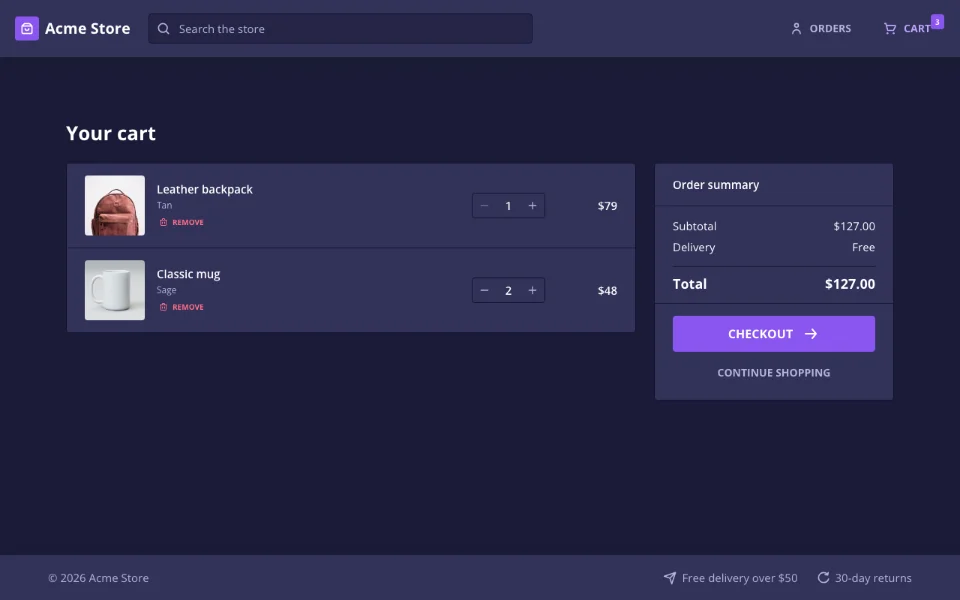 Acme Store
Search the store
ORDERS
CART
3
Your cart
Leather backpack
Tan
REMOVE
1
$79
Classic mug
Sage
REMOVE
2
$48
Order summary
Subtotal $127.00
Delivery Free
Total $127.00
CHECKOUT
CONTINUE SHOPPING
© 2026 Acme Store
Free delivery over $50
30-day returns